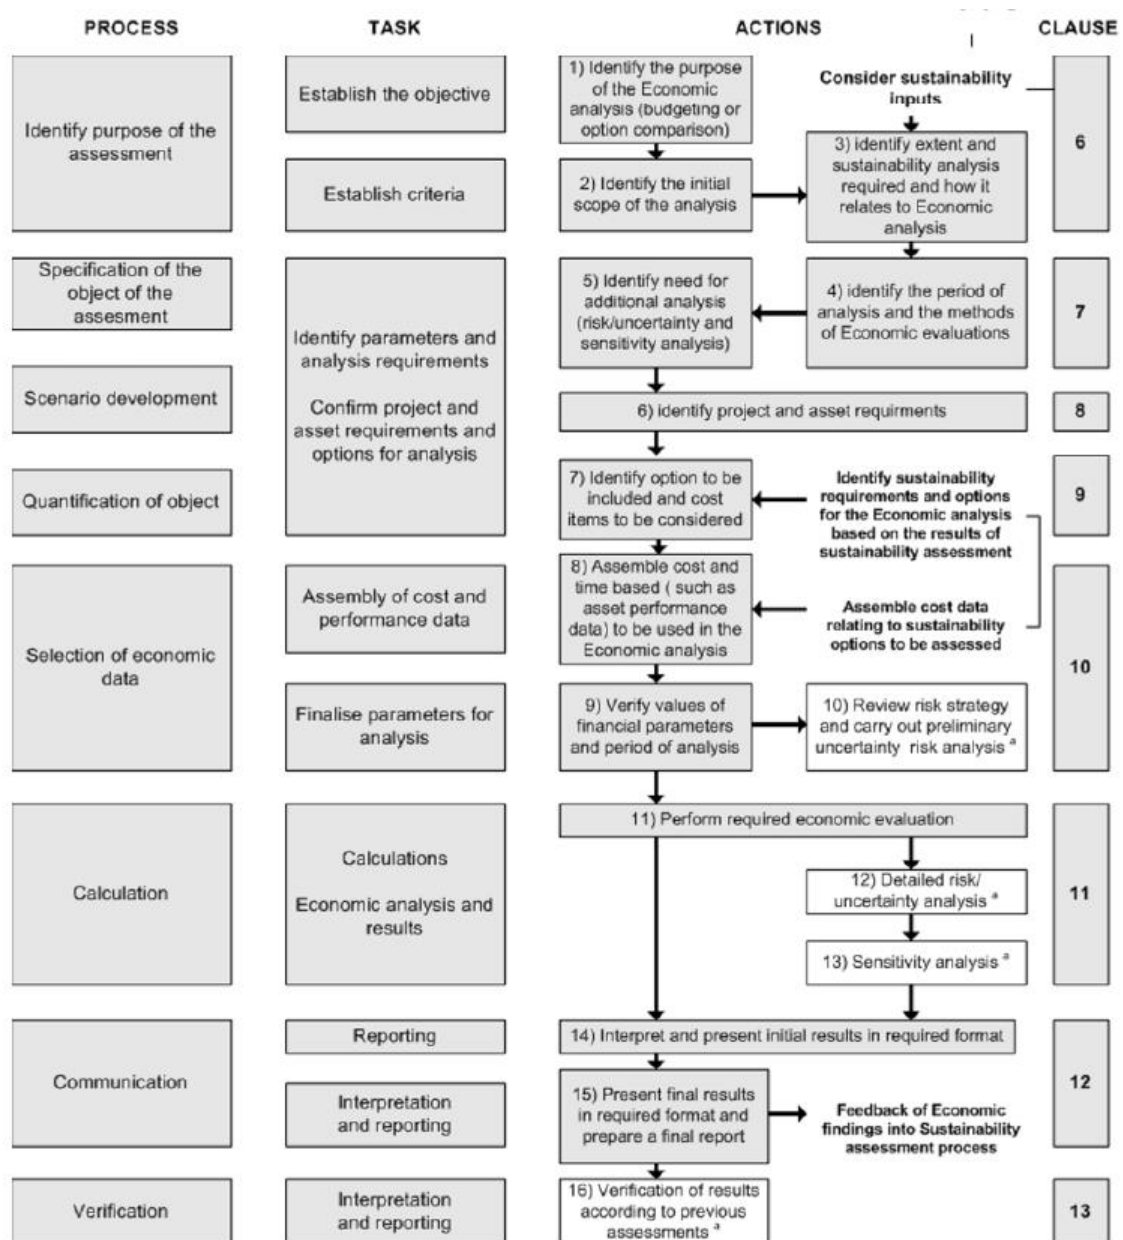 PROCESS
TASK
ACTIONS
CLAUSE
Identify purpose of the
assessment
Establish the objective
Establish criteria
1) Identify the purpose
of the Economic
analysis (budgeting or
option comparison)
2) Identify the initial
scope of the analysis
Consider sustainability
inputs
3) identify extent and
sustainability analysis
required and how it
relates to Economic
analysis
6
Specification of the
object of the
assesment
Identify parameters and
analysis requirements
Confirm project and
asset requirements and
options for analysis
5) Identify need for
additional analysis
(risk/uncertainty and
sensitivity analysis)
4) identify the period of
analysis and the methods
of Economic evaluations
7
Scenario development
6) identify project and asset requirments
8
Quantification of object
7) Identify option to be
included and cost
items to be considered
Identify sustainability
requirements and options
for the Economic analysis
based on the results of
sustainability assessment
9
Selection of economic
data
Assembly of cost and
performance data
8) Assemble cost and
time based ( such as
asset performance
data) to be used in the
Economic analysis
Assemble cost data
relating to sustainability
options to be assessed
Finalise parameters for
analysis
9) Verify values of
financial parameters
and period of analysis
10) Review risk strategy
and carry out preliminary
uncertainty risk analysis a
10
Calculation
Calculations
Economic analysis and
results
11) Perform required economic evaluation
12) Detailed risk/
uncertainty analysis a
13) Sensitivity analysis a
11
Communication
Reporting
14) Interpret and present initial results in required format
Interpretation
and reporting
15) Present final results
in required format and
prepare a final report
Feedback of Economic
findings into Sustainability
assessment process
12
Verification
Interpretation
and reporting
16) Verification of results
according to previous
assessments a
13